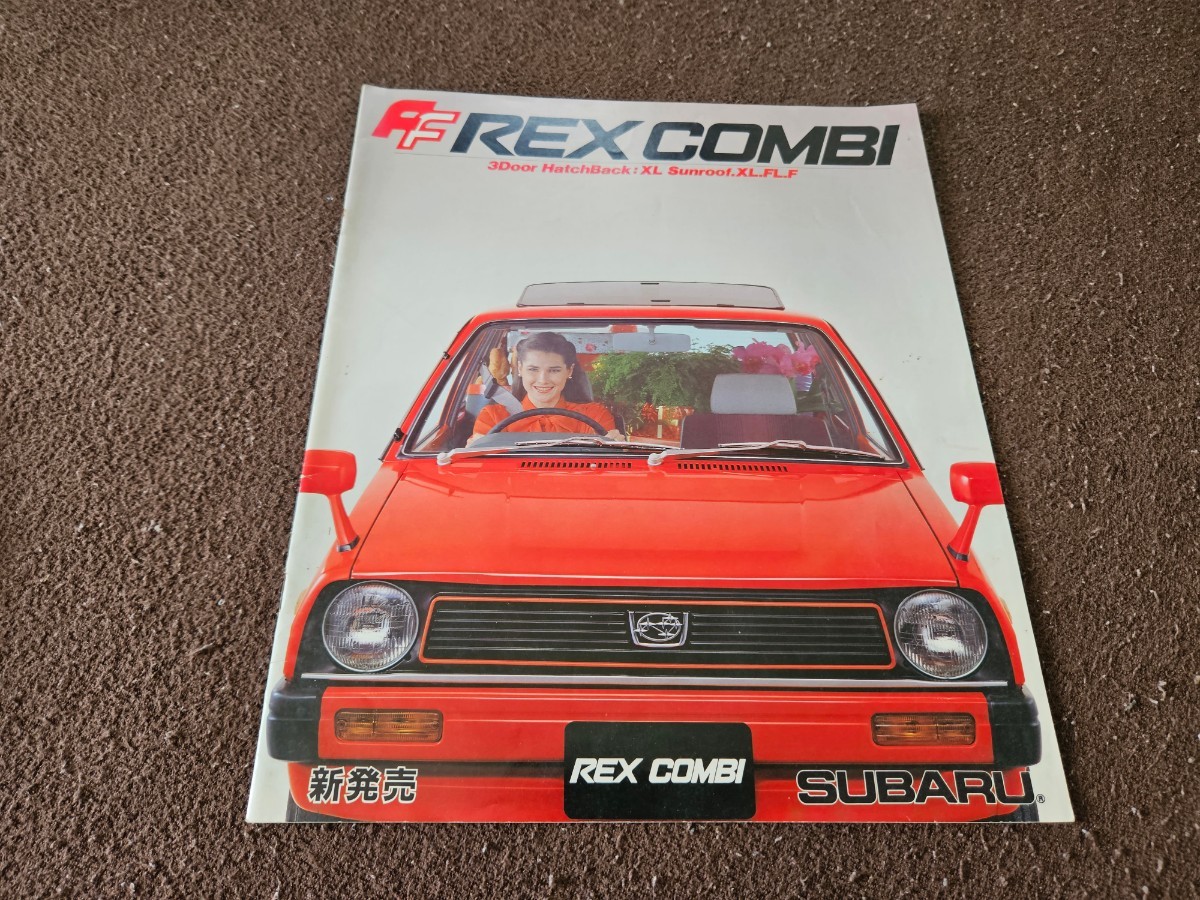 FF REX COMBI
3Door HatchBack:XL Sunroof.XL.FL.F
REX COMBI
新発売
SUBARU®